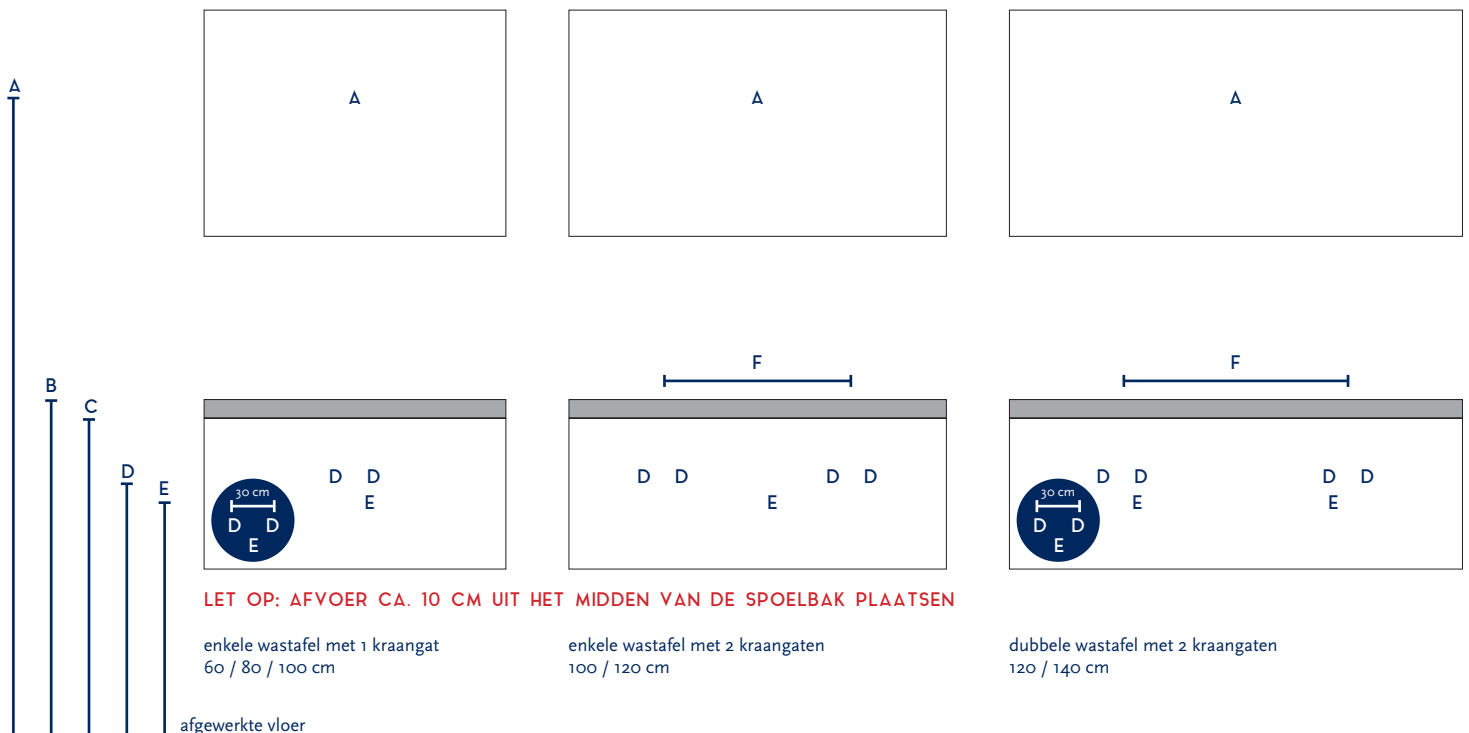 A
A
A
A
B
C
D
E
F
F
D D
E
30 cm
D D
E
D D
D D
E
D D
D D
E
E
30 cm
D D
E
LET OP: AFVOER CA. 10 CM UIT HET MIDDEN VAN DE SPOELBAK PLAATSEN
enkele wastafel met 1 kraangat
60 / 80 / 100 cm
enkele wastafel met 2 kraangaten
100 / 120 cm
dubbele wastafel met 2 kraangaten
120 / 140 cm
afgewerkte vloer